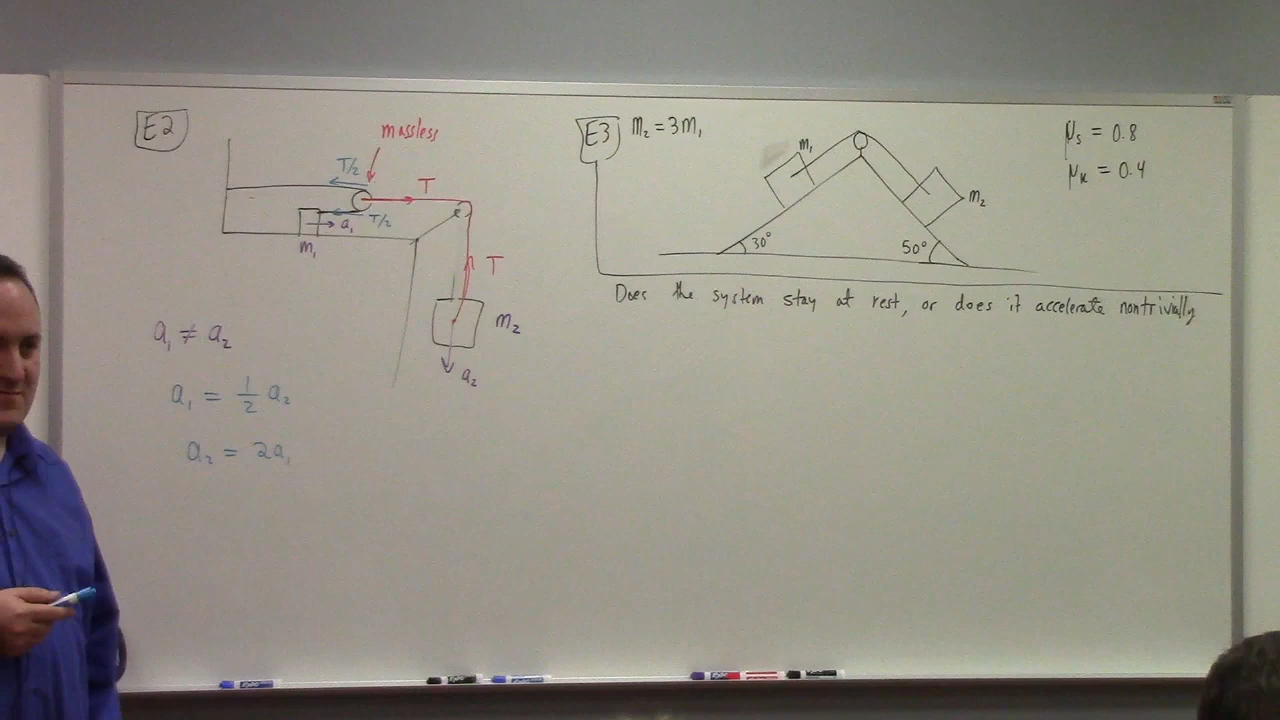 E2
massless
T/2
T
T/2
a₁
m₁
T
m₂
a₂
a₁ ≠ a₂
a₁ = 1/2 a₂
a₂ = 2a₁
E3 m₂ = 3m₁
m₁
m₂
30°
50°
μs = 0.8
μk = 0.4
Does the system stay at rest, or does it accelerate nontrivially